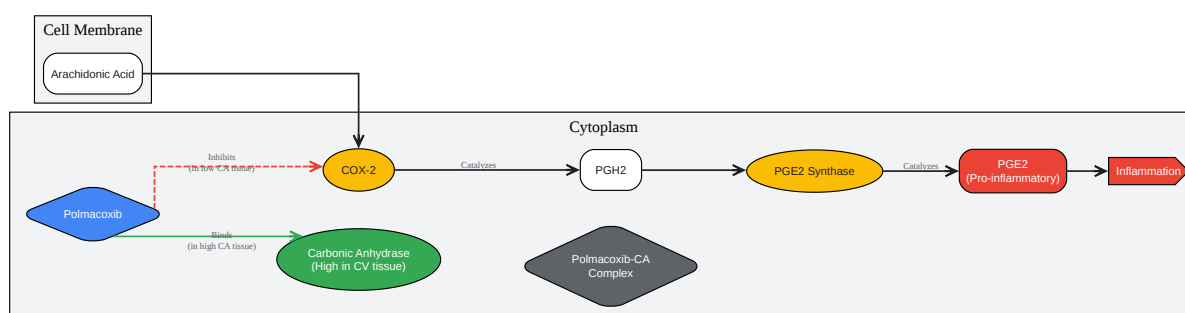 Cell Membrane
Arachidonic Acid
Cytoplasm
Inhibits
(in low CA tissue)
COX-2
Catalyzes
PGH2
PGE2 Synthase
Catalyzes
PGE2
(Pro-inflammatory)
Inflammation
Polmacoxib
Binds
(in high CA tissue)
Carbonic Anhydrase
(High in CV tissue)
Polmacoxib-CA
Complex